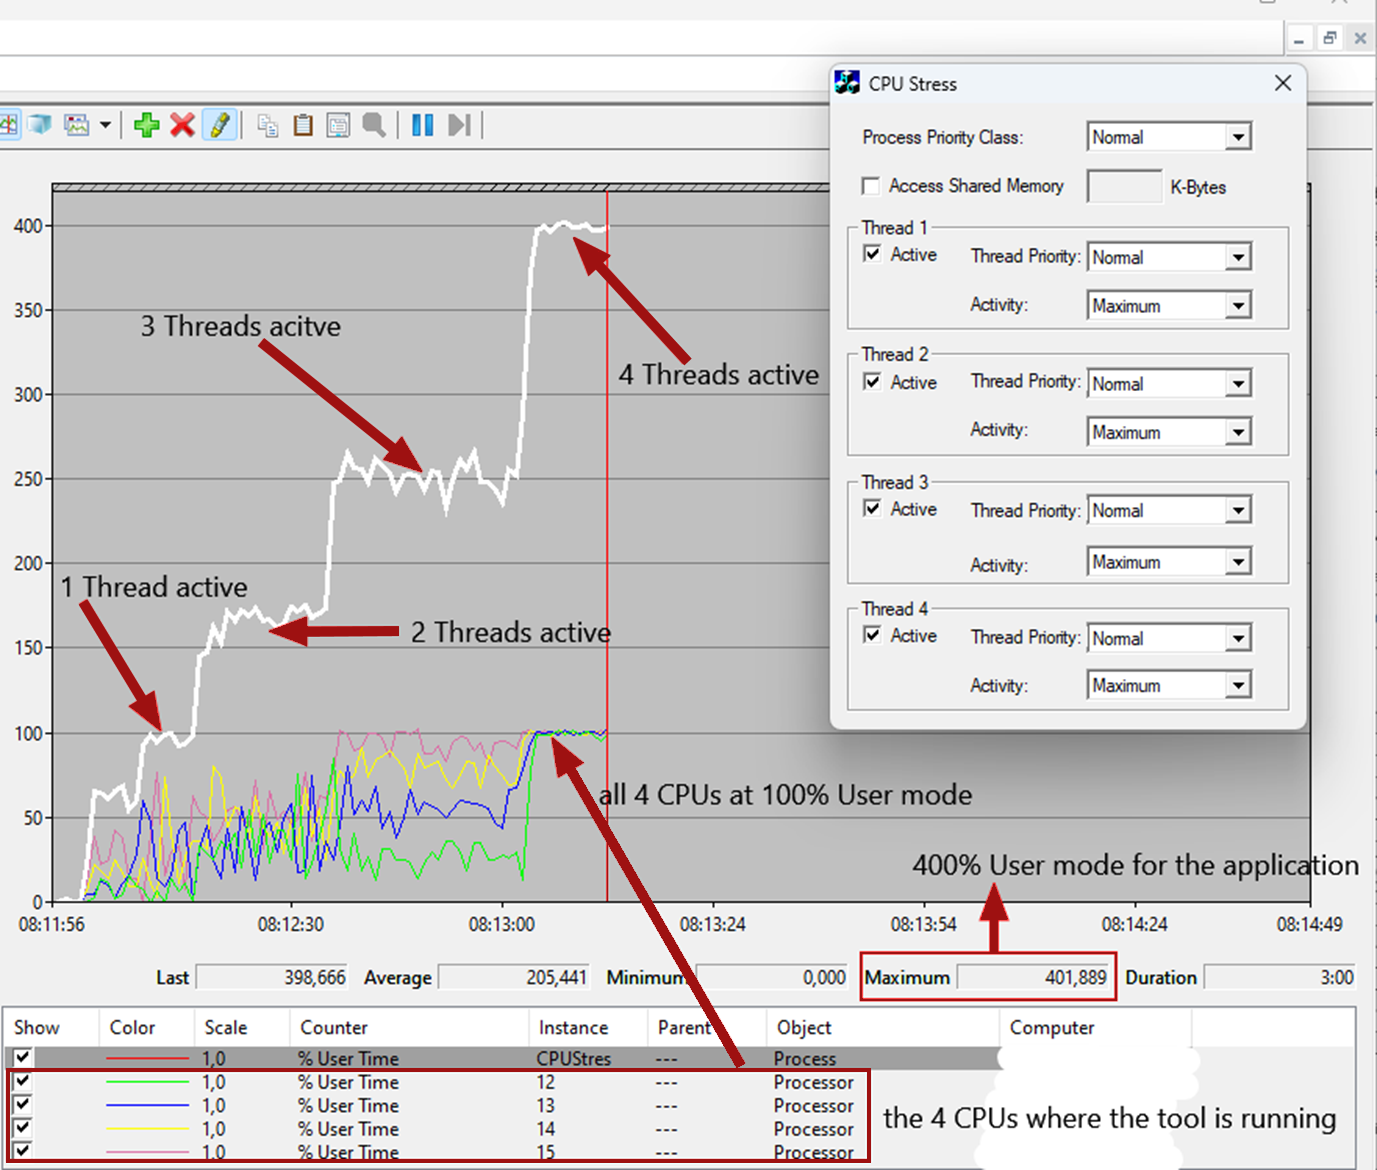 CPU Stress
Process Priority Class: Normal
Access Shared Memory K-Bytes
Thread 1
Active Thread Priority: Normal
Activity: Maximum
Thread 2
Active Thread Priority: Normal
Activity: Maximum
Thread 3
Active Thread Priority: Normal
Activity: Maximum
Thread 4
Active Thread Priority: Normal
Activity: Maximum
400
350
3 Threads acitve
4 Threads active
300
250
200
1 Thread active
2 Threads active
150
100
all 4 CPUs at 100% User mode
50
400% User mode for the application
0
08:11:56 08:12:30 08:13:00 08:13:24 08:13:54 08:14:24 08:14:49
Last 398,666 Average 205,441 Minimum 0,000 Maximum 401,889 Duration 3:00
Show Color Scale Counter Instance Parent Object Computer
1,0 % User Time CPUStres --- Process
1,0 % User Time 12 --- Processor
1,0 % User Time 13 --- Processor
1,0 % User Time 14 --- Processor
1,0 % User Time 15 --- Processor
the 4 CPUs where the tool is running